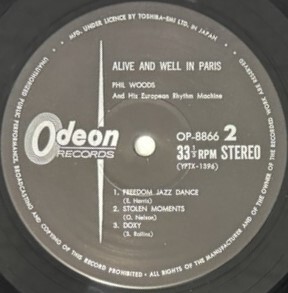 MFD. UNDER LICENCE BY TOSHIBA-EMI LTD. IN JAPAN
ALIVE AND WELL IN PARIS
PHIL WOODS
And His European Rhythm Machine
Odeon
RECORDS
OP-8866 2
33⅓ RPM STEREO
(YPTX-1396)
1. FREEDOM JAZZ DANCE
(E. Harris)
2. STOLEN MOMENTS
(O. Nelson)
3. DOXY
(S. Rollins)
UNAUTHORIZED PUBLIC PERFORMANCE, BROADCASTING AND COPYING OF THIS RECORD PROHIBITED • ALL RIGHTS OF THE MANUFACTURER AND OF THE OWNER OF THE RECORDED WORK ARE RESERVED